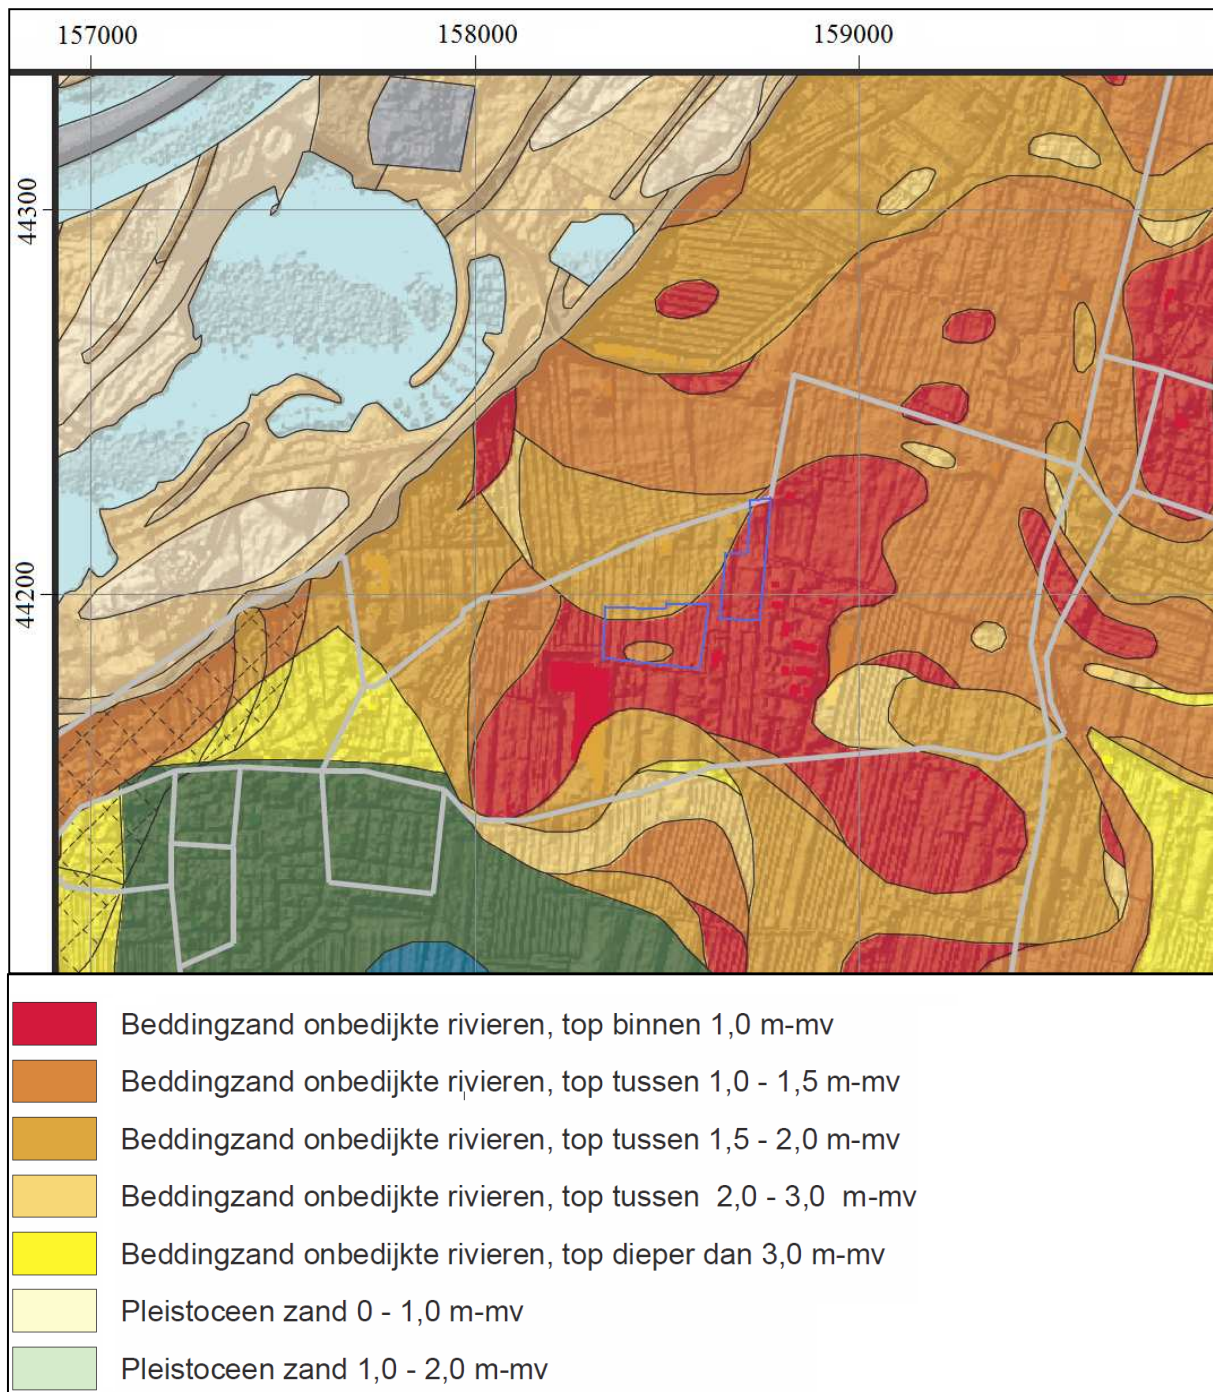 157000
158000
159000
44300
44200
Beddingzand onbedijkte rivieren, top binnen 1,0 m-mv
Beddingzand onbedijkte rivieren, top tussen 1,0 - 1,5 m-mv
Beddingzand onbedijkte rivieren, top tussen 1,5 - 2,0 m-mv
Beddingzand onbedijkte rivieren, top tussen 2,0 - 3,0 m-mv
Beddingzand onbedijkte rivieren, top dieper dan 3,0 m-mv
Pleistoceen zand 0 - 1,0 m-mv
Pleistoceen zand 1,0 - 2,0 m-mv